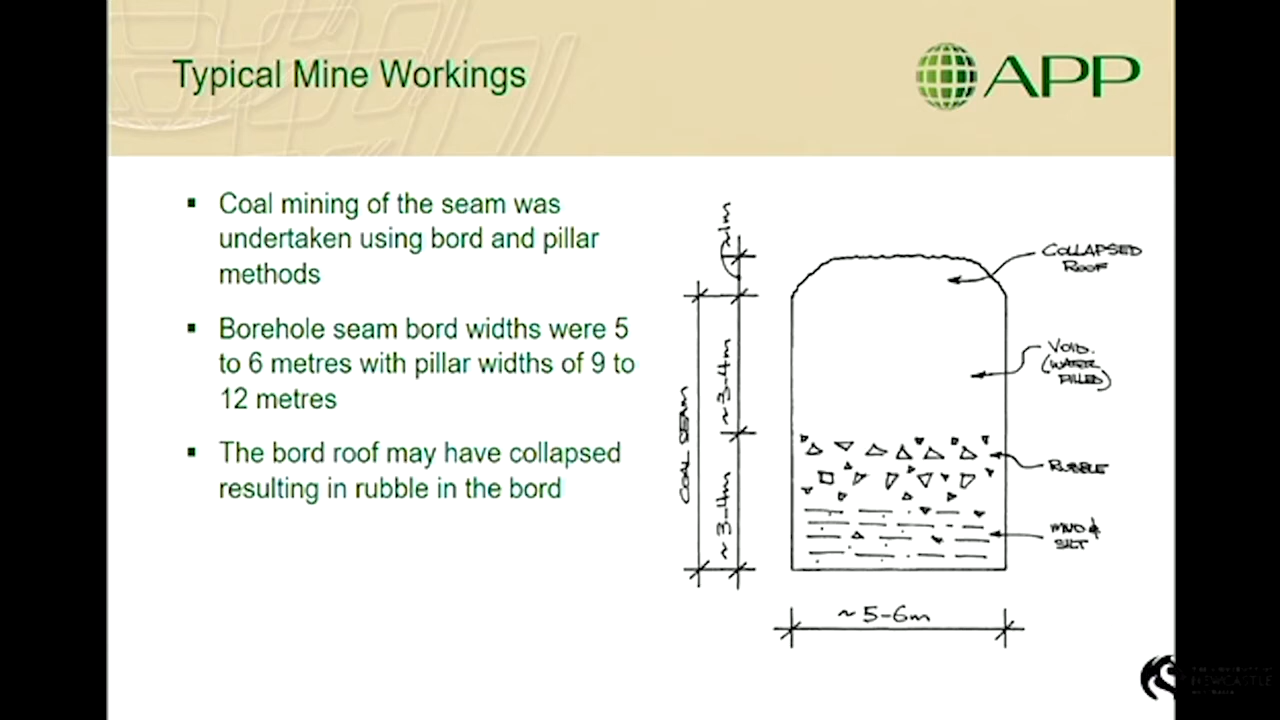 Typical Mine Workings
APP
▪ Coal mining of the seam was
undertaken using bord and pillar
methods
▪ Borehole seam bord widths were 5
to 6 metres with pillar widths of 9 to
12 metres
▪ The bord roof may have collapsed
resulting in rubble in the bord
~1m
COLLAPSED
ROOF
~3-4m
VOID.
(WATER
FILLED)
COAL SEAM
RUBBLE
~3-4m
MUD &
SILT
~5-6m
NEWCASTLE